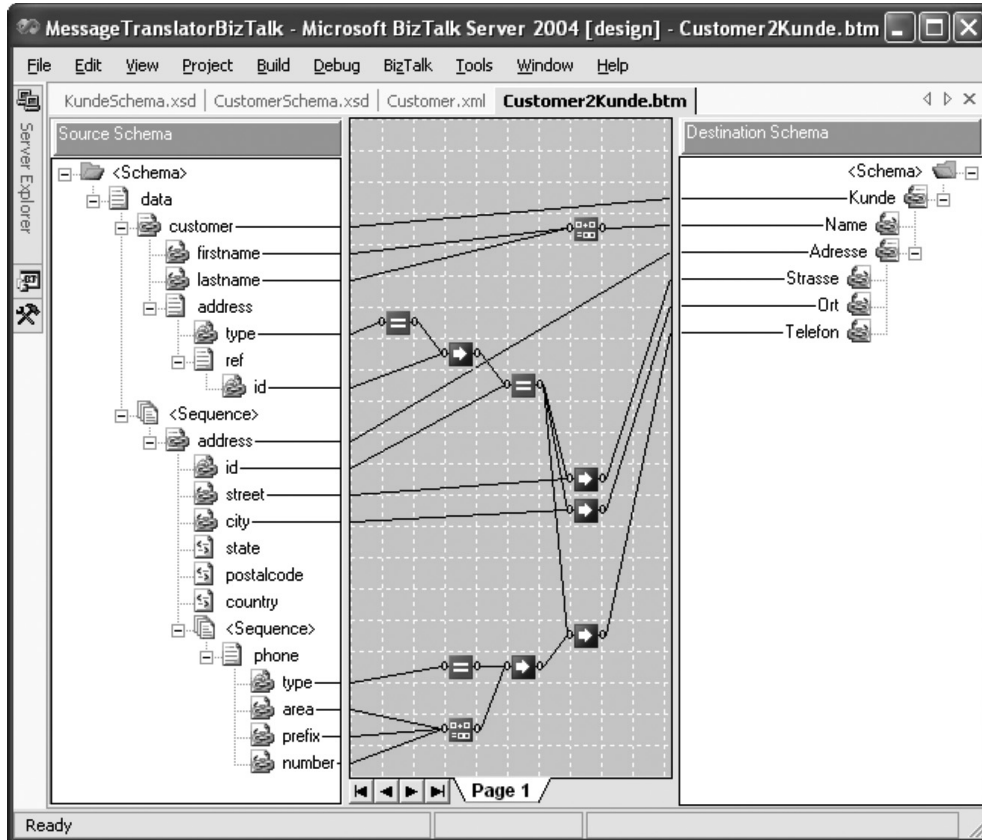 MessageTranslatorBizTalk - Microsoft BizTalk Server 2004 [design] - Customer2Kunde.btm
File Edit View Project Build Debug BizTalk Tools Window Help
KundeSchema.xsd | CustomerSchema.xsd | Customer.xml Customer2Kunde.btm
Server Explorer
Source Schema
<Schema>
data
customer
firstname
lastname
address
type
ref
id
<Sequence>
address
id
street
city
state
postalcode
country
<Sequence>
phone
type
area
prefix
number
Page 1
Destination Schema
<Schema>
Kunde
Name
Adresse
Strasse
Ort
Telefon
Ready